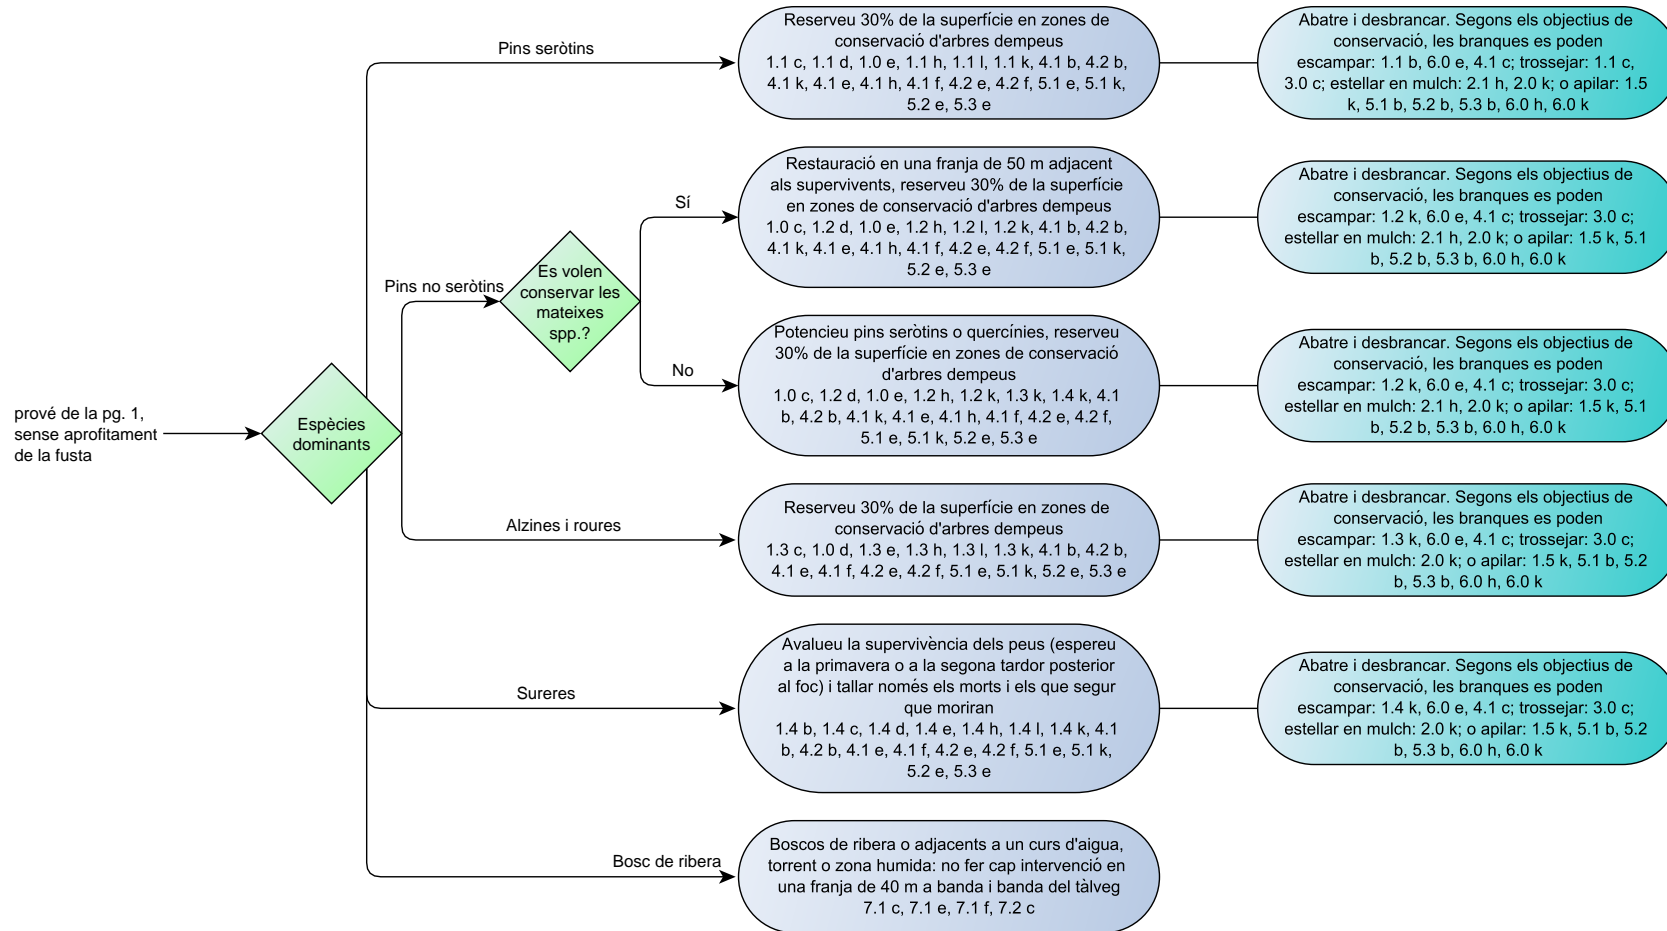 prové de la pg. 1,
sense aprofitament
de la fusta
Espècies
dominants
Pins seròtins
Reserveu 30% de la superfície en zones de
conservació d'arbres dempeus
1.1 c, 1.1 d, 1.0 e, 1.1 h, 1.1 l, 1.1 k, 4.1 b, 4.2 b,
4.1 k, 4.1 e, 4.1 h, 4.1 f, 4.2 e, 4.2 f, 5.1 e, 5.1 k,
5.2 e, 5.3 e
Abatre i desbrancar. Segons els objectius de
conservació, les branques es poden
escampar: 1.1 b, 6.0 e, 4.1 c; trossejar: 1.1 c,
3.0 c; estellar en mulch: 2.1 h, 2.0 k; o apilar: 1.5
k, 5.1 b, 5.2 b, 5.3 b, 6.0 h, 6.0 k
Pins no seròtins
Es volen
conservar les
mateixes
spp.?
Sí
Restauració en una franja de 50 m adjacent
als supervivents, reserveu 30% de la superfície
en zones de conservació d'arbres dempeus
1.0 c, 1.2 d, 1.0 e, 1.2 h, 1.2 l, 1.2 k, 4.1 b, 4.2 b,
4.1 k, 4.1 e, 4.1 h, 4.1 f, 4.2 e, 4.2 f, 5.1 e, 5.1 k,
5.2 e, 5.3 e
Abatre i desbrancar. Segons els objectius de
conservació, les branques es poden
escampar: 1.2 k, 6.0 e, 4.1 c; trossejar: 3.0 c;
estellar en mulch: 2.1 h, 2.0 k; o apilar: 1.5 k, 5.1
b, 5.2 b, 5.3 b, 6.0 h, 6.0 k
No
Potencieu pins seròtins o quercínies, reserveu
30% de la superfície en zones de conservació
d'arbres dempeus
1.0 c, 1.2 d, 1.0 e, 1.2 h, 1.2 k, 1.3 k, 1.4 k, 4.1
b, 4.2 b, 4.1 k, 4.1 e, 4.1 h, 4.1 f, 4.2 e, 4.2 f,
5.1 e, 5.1 k, 5.2 e, 5.3 e
Abatre i desbrancar. Segons els objectius de
conservació, les branques es poden
escampar: 1.2 k, 6.0 e, 4.1 c; trossejar: 3.0 c;
estellar en mulch: 2.1 h, 2.0 k; o apilar: 1.5 k, 5.1
b, 5.2 b, 5.3 b, 6.0 h, 6.0 k
Alzines i roures
Reserveu 30% de la superfície en zones de
conservació d'arbres dempeus
1.3 c, 1.0 d, 1.3 e, 1.3 h, 1.3 l, 1.3 k, 4.1 b, 4.2 b,
4.1 e, 4.1 f, 4.2 e, 4.2 f, 5.1 e, 5.1 k, 5.2 e, 5.3 e
Abatre i desbrancar. Segons els objectius de
conservació, les branques es poden
escampar: 1.3 k, 6.0 e, 4.1 c; trossejar: 3.0 c;
estellar en mulch: 2.0 k; o apilar: 1.5 k, 5.1 b, 5.2
b, 5.3 b, 6.0 h, 6.0 k
Sureres
Avalueu la supervivència dels peus (espereu
a la primavera o a la segona tardor posterior
al foc) i tallar només els morts i els que segur
que moriran
1.4 b, 1.4 c, 1.4 d, 1.4 e, 1.4 h, 1.4 l, 1.4 k, 4.1
b, 4.2 b, 4.1 e, 4.1 f, 4.2 e, 4.2 f, 5.1 e, 5.1 k,
5.2 e, 5.3 e
Abatre i desbrancar. Segons els objectius de
conservació, les branques es poden
escampar: 1.4 k, 6.0 e, 4.1 c; trossejar: 3.0 c;
estellar en mulch: 2.0 k; o apilar: 1.5 k, 5.1 b, 5.2
b, 5.3 b, 6.0 h, 6.0 k
Bosc de ribera
Boscos de ribera o adjacents a un curs d'aigua,
torrent o zona humida: no fer cap intervenció en
una franja de 40 m a banda i banda del tàlveg
7.1 c, 7.1 e, 7.1 f, 7.2 c